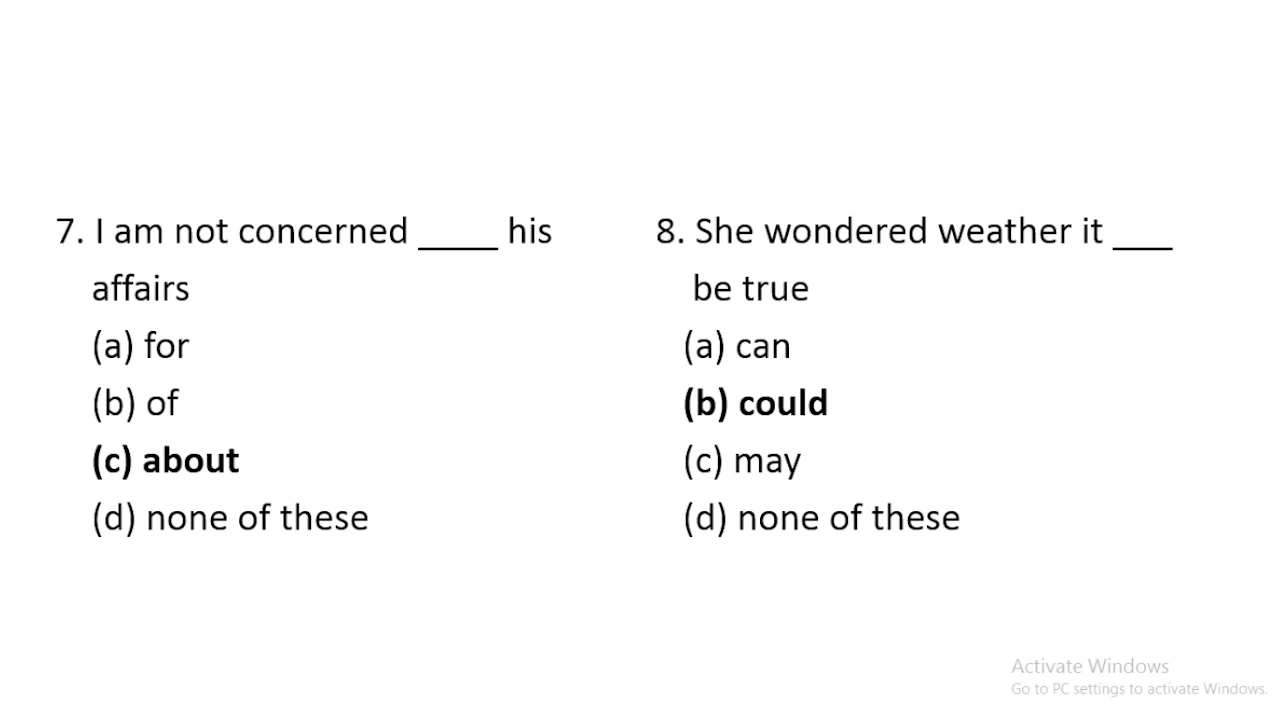 7. I am not concerned ____ his
affairs
(a) for
(b) of
(c) about
(d) none of these
8. She wondered weather it ___
be true
(a) can
(b) could
(c) may
(d) none of these
Activate Windows
Go to PC settings to activate Windows.